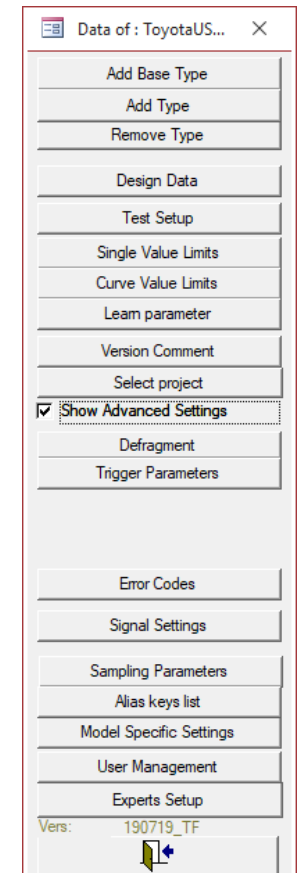 Data of : ToyotaUS...
Add Base Type
Add Type
Remove Type
Design Data
Test Setup
Single Value Limits
Curve Value Limits
Learn parameter
Version Comment
Select project
Show Advanced Settings
Defragment
Trigger Parameters
Error Codes
Signal Settings
Sampling Parameters
Alias keys list
Model Specific Settings
User Management
Experts Setup
Vers: 190719_TF